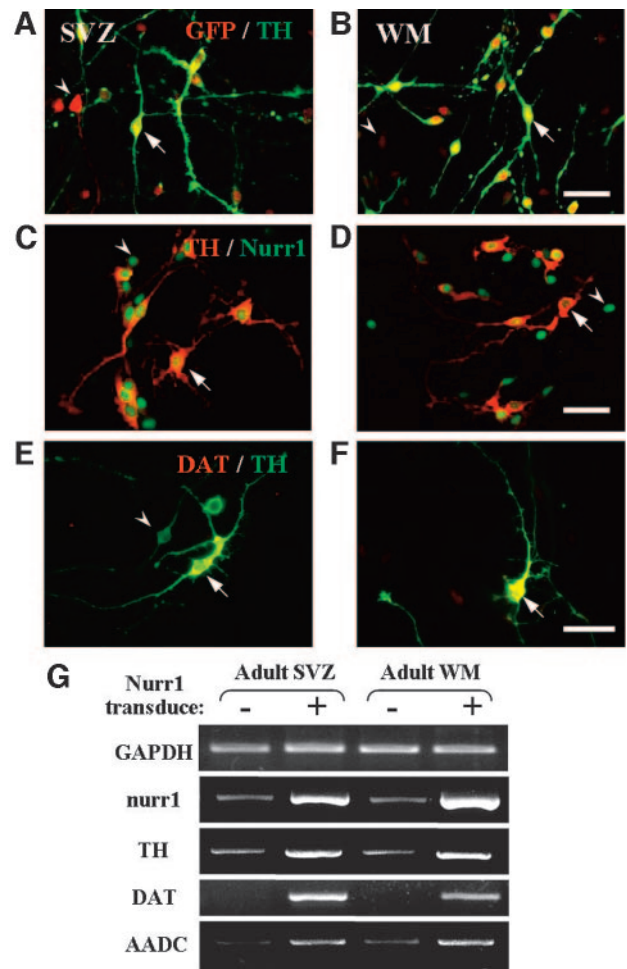 A SVZ GFP / TH
B WM
C TH / Nurr1
D
E DAT / TH
F
G
Adult SVZ Adult WM
Nurr1
transduce: - + - +
GAPDH
nurr1
TH
DAT
AADC